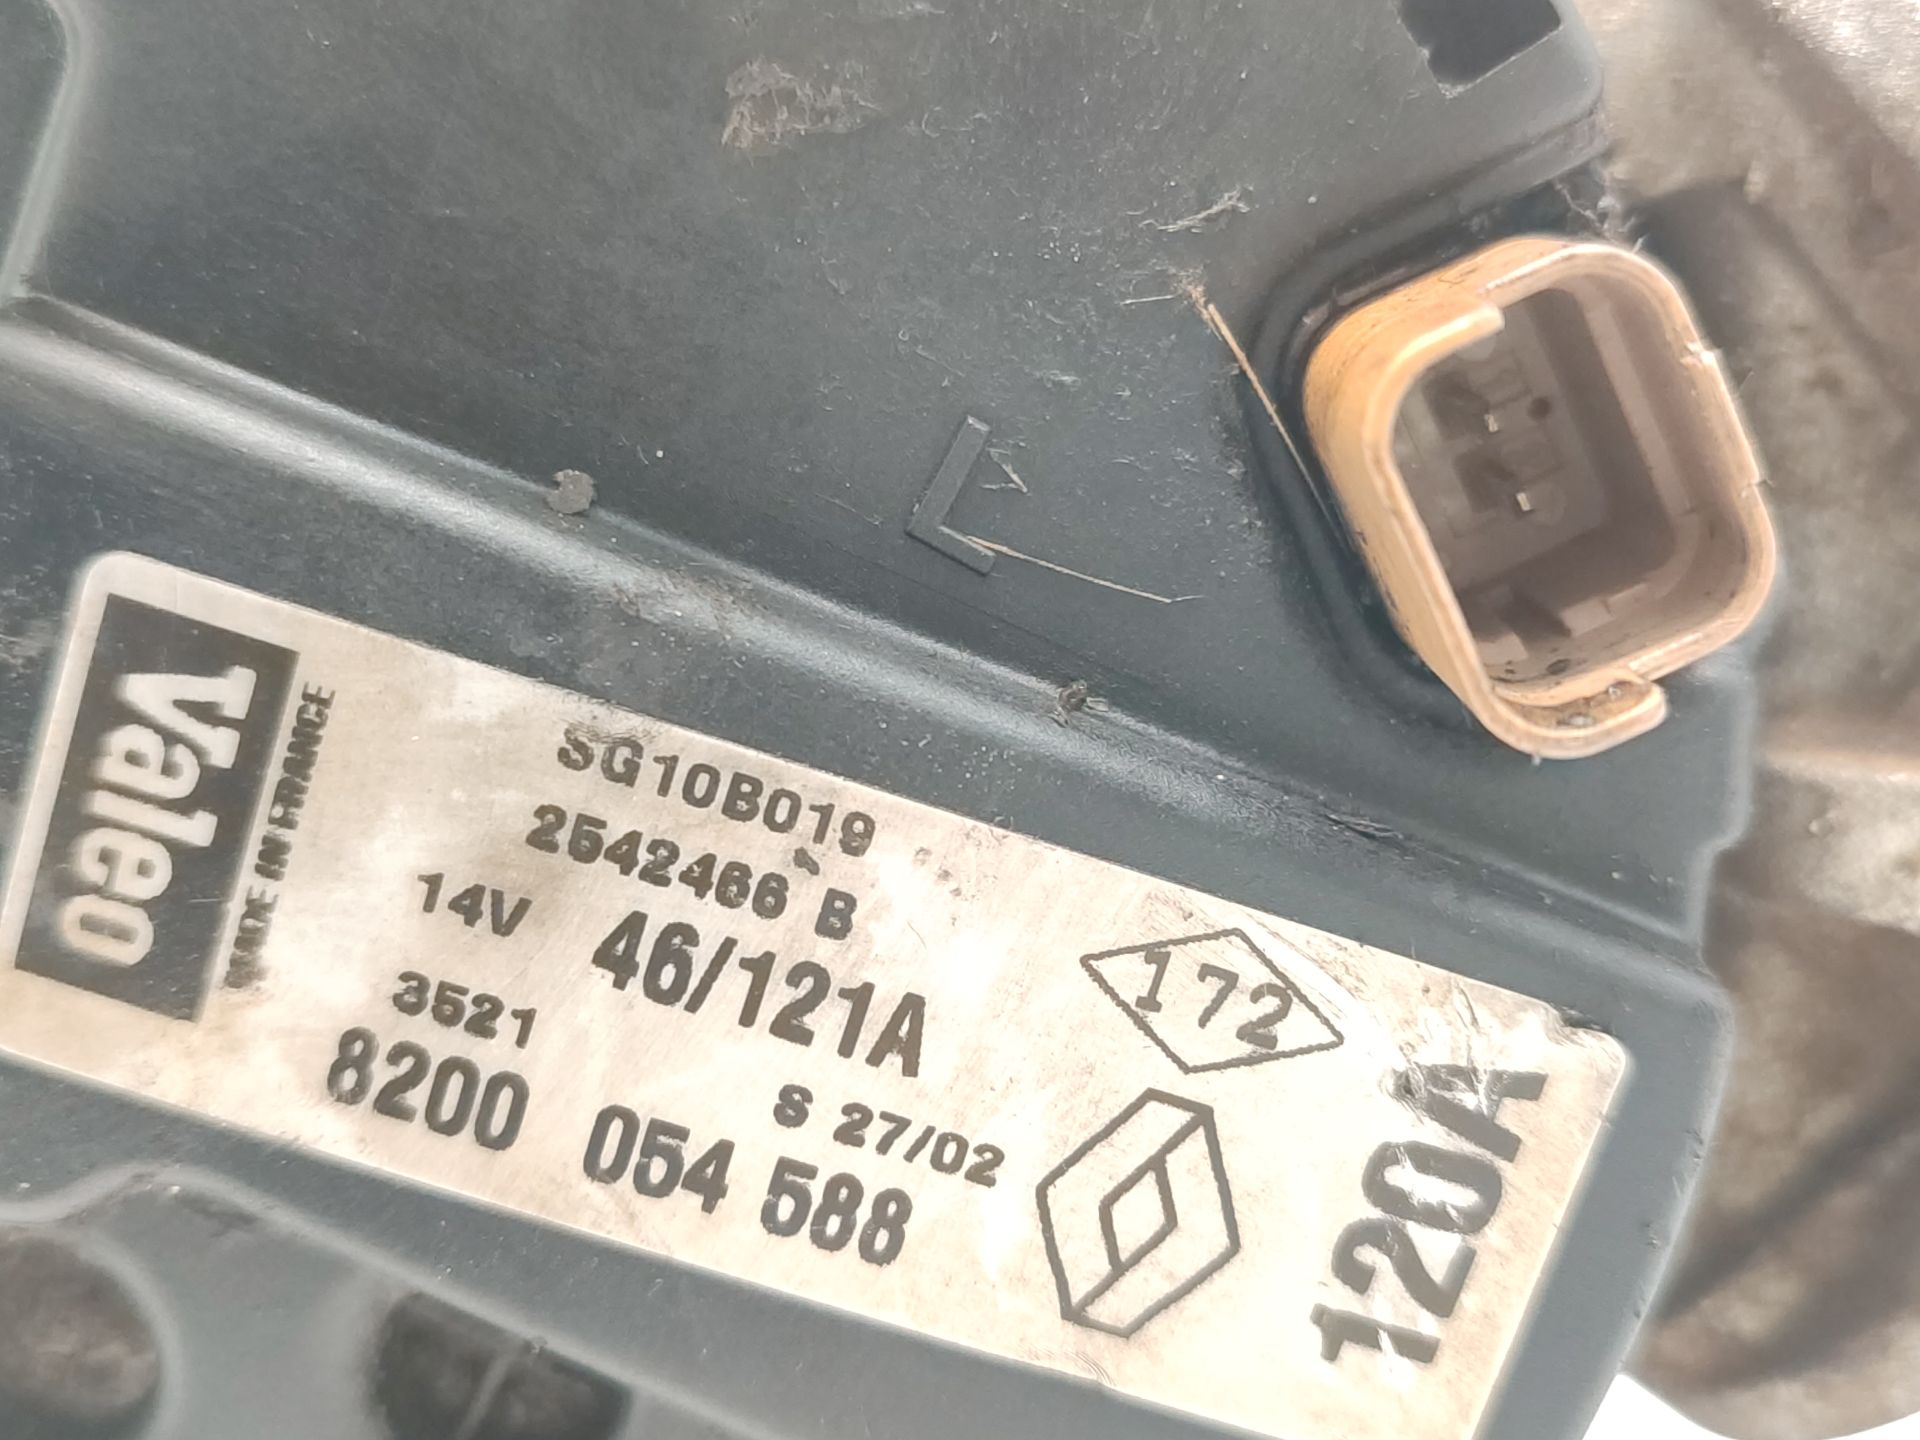 Valeo
MADE IN FRANCE
SG10B019
2542466 B
14V 46/121A
3521
S 27/02
8200 054 588
172
120A